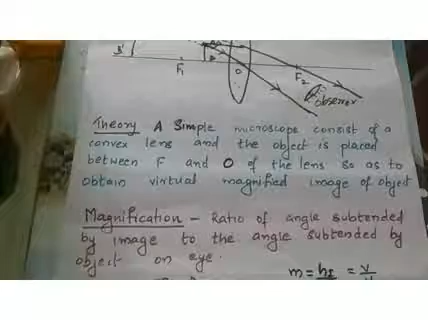 B'
B
F₁
O
F₂
observer
Theory A Simple microscope consist of a
convex lens and the object is placed
between F and O of the lens so as to
obtain virtual magnified image of object
Magnification - Ratio of angle subtended
by image to the angle subtended by
object on eye.
m = hI = v